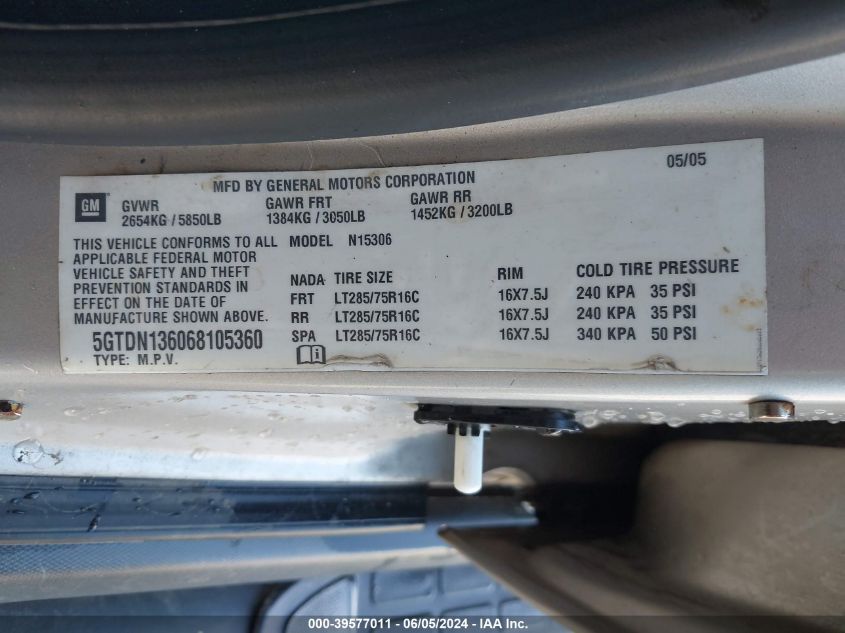 05/05
MFD BY GENERAL MOTORS CORPORATION
GM
GVWR GAWR FRT GAWR RR
2654KG / 5850LB 1384KG / 3050LB 1452KG / 3200LB
THIS VEHICLE CONFORMS TO ALL
APPLICABLE FEDERAL MOTOR
VEHICLE SAFETY AND THEFT
PREVENTION STANDARDS IN
EFFECT ON THE DATE OF
MANUFACTURE SHOWN ABOVE.
5GTDN136068105360
TYPE: M.P.V.
MODEL N15306
NADA TIRE SIZE RIM COLD TIRE PRESSURE
FRT LT285/75R16C 16X7.5J 240 KPA 35 PSI
RR LT285/75R16C 16X7.5J 240 KPA 35 PSI
SPA LT285/75R16C 16X7.5J 340 KPA 50 PSI
000-39577011 - 06/05/2024 - IAA Inc.